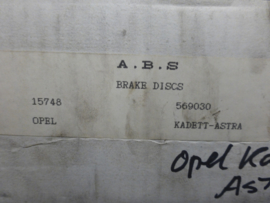 A.B.S
BRAKE DISCS
15748 569030
OPEL KADETT-ASTRA
Opel Ka
Ast